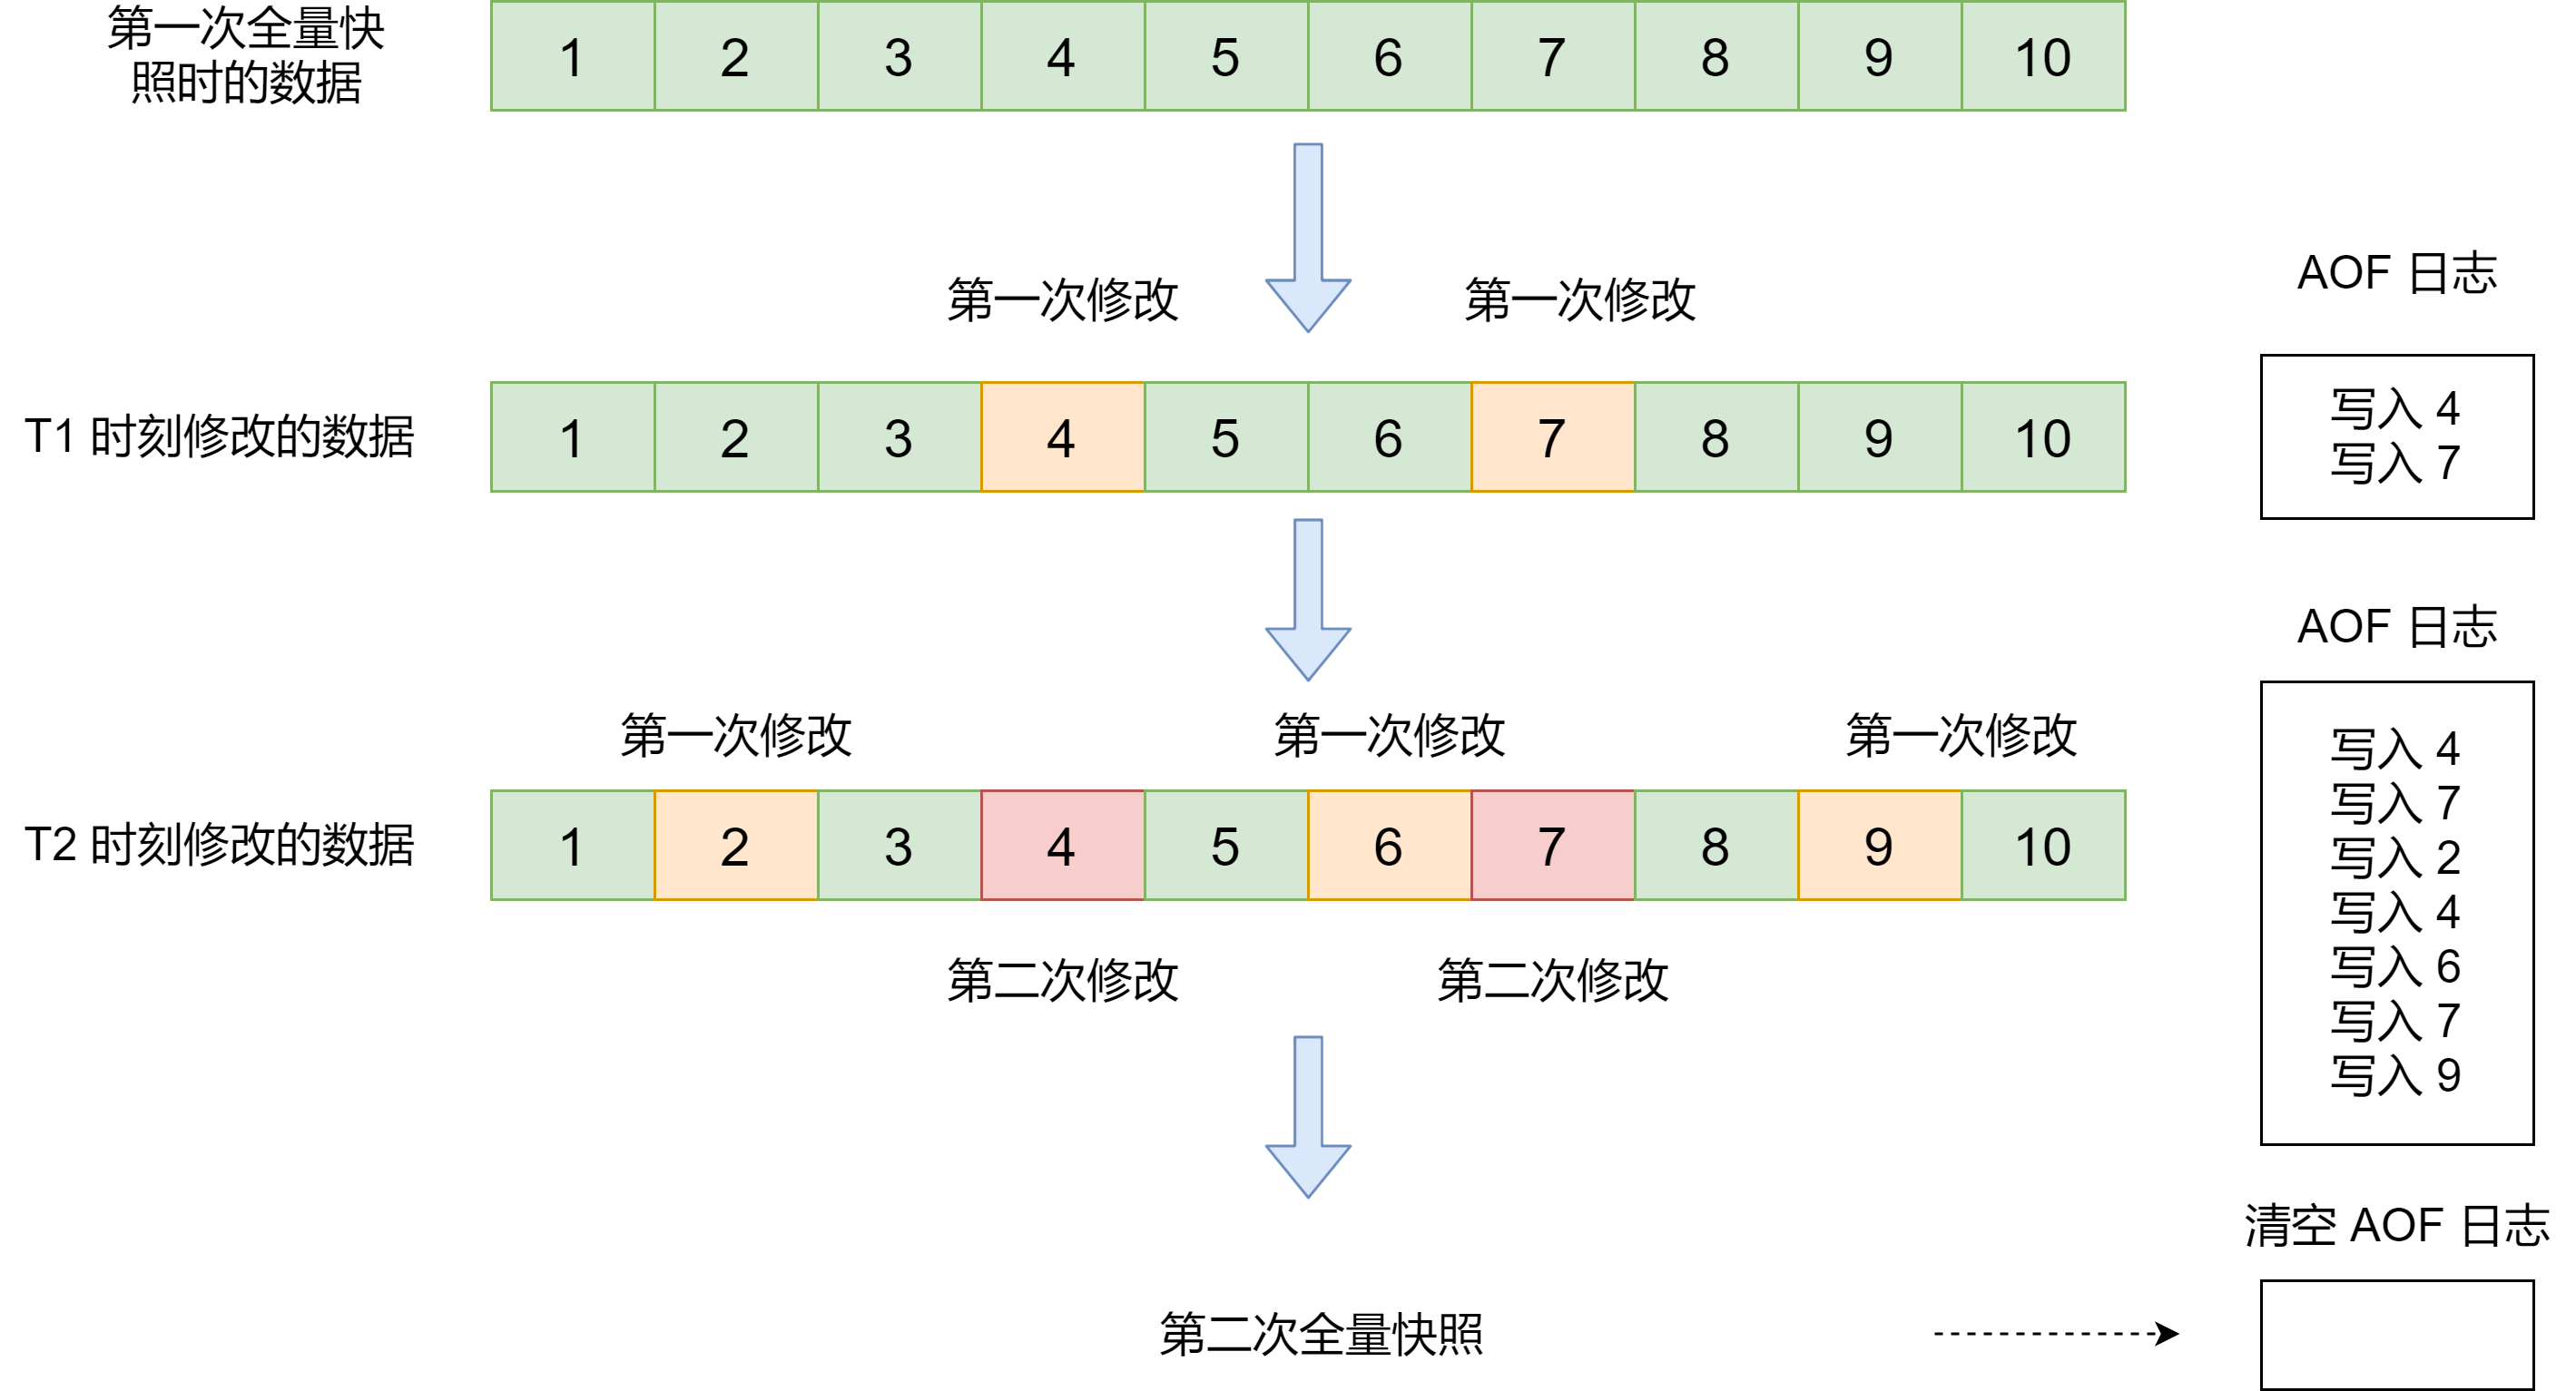 第一次全量快
照时的数据
1 2 3 4 5 6 7 8 9 10
第一次修改 第一次修改
AOF 日志
T1 时刻修改的数据
1 2 3 4 5 6 7 8 9 10
写入 4
写入 7
AOF 日志
第一次修改 第一次修改 第一次修改
T2 时刻修改的数据
1 2 3 4 5 6 7 8 9 10
第二次修改 第二次修改
写入 4
写入 7
写入 2
写入 4
写入 6
写入 7
写入 9
清空 AOF 日志
第二次全量快照